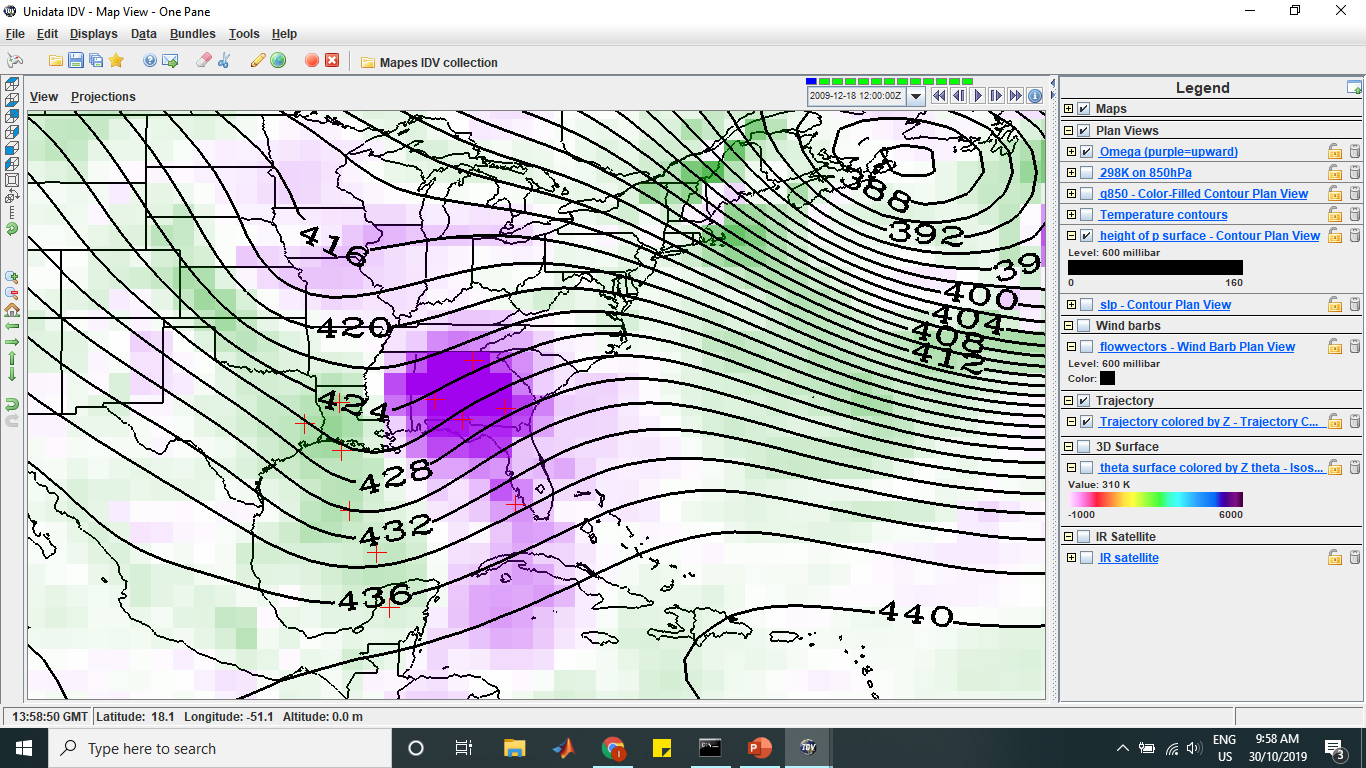 Unidata IDV - Map View - One Pane
File Edit Displays Data Bundles Tools Help
Mapes IDV collection
View Projections
2009-12-18 12:00:00Z
388
392
39
400
404
408
412
416
420
424
428
432
436
440
Legend
Maps
Plan Views
Omega (purple=upward)
298K on 850hPa
q850 - Color-Filled Contour Plan View
Temperature contours
height of p surface - Contour Plan View
Level: 600 millibar
0 160
slp - Contour Plan View
Wind barbs
flowvectors - Wind Barb Plan View
Level: 600 millibar
Color:
Trajectory
Trajectory colored by Z - Trajectory C...
3D Surface
theta surface colored by Z theta - Isos...
Value: 310 K
-1000 6000
IR Satellite
IR satellite
13:58:50 GMT Latitude: 18.1 Longitude: -51.1 Altitude: 0.0 m
Type here to search
IDV
ENG
US
9:58 AM
30/10/2019
3